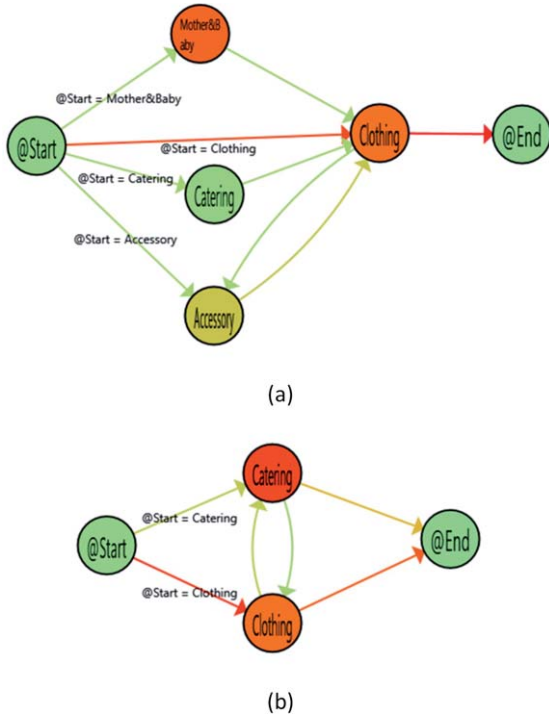 Mother&B
aby
@Start = Mother&Baby
@Start
@Start = Clothing
Clothing
@End
@Start = Catering
Catering
@Start = Accessory
Accessory
(a)
Catering
@Start = Catering
@Start
@End
@Start = Clothing
Clothing
(b)